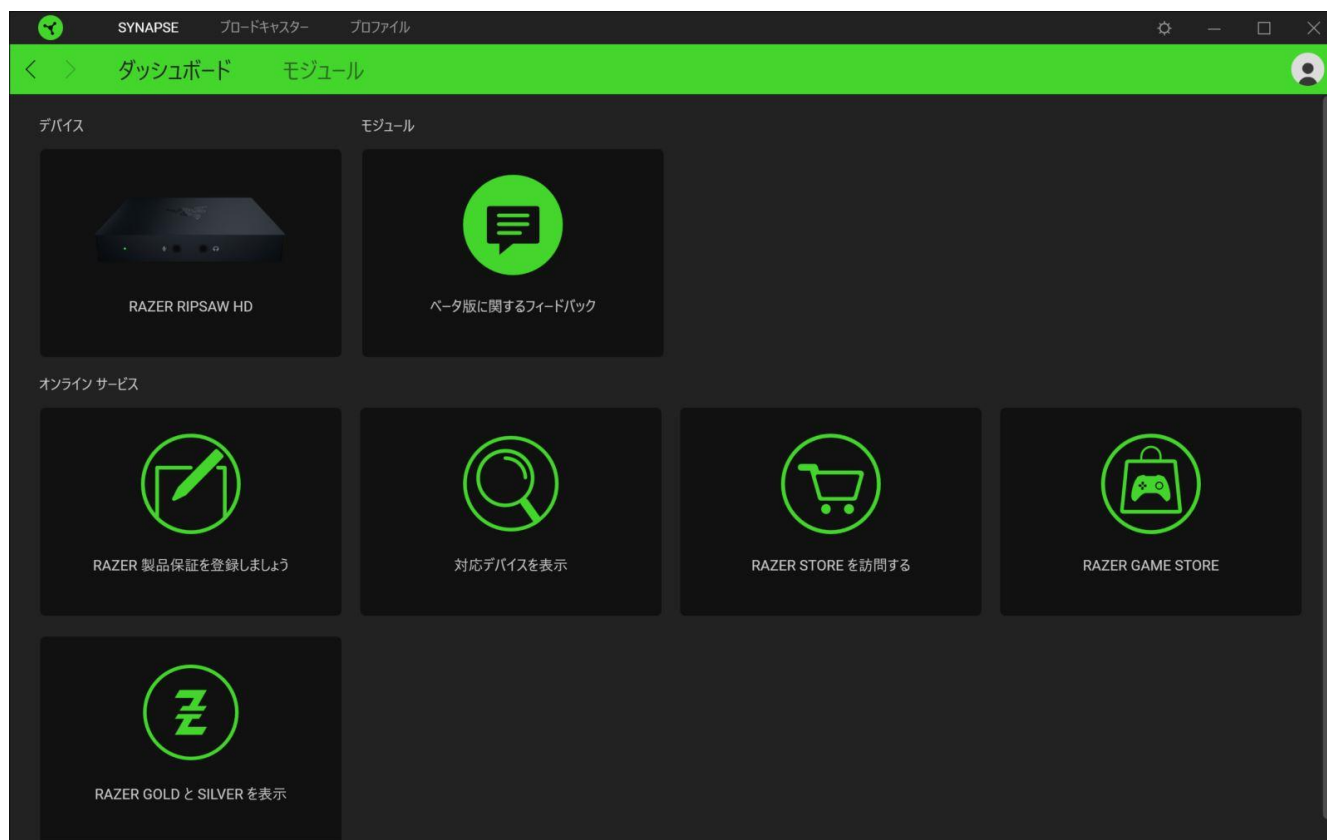 SYNAPSE ブロードキャスター プロファイル
ダッシュボード モジュール
デバイス モジュール
RAZER RIPSAW HD ベータ版に関するフィードバック
オンライン サービス
RAZER 製品保証を登録しましょう 対応デバイスを表示 RAZER STORE を訪問する RAZER GAME STORE
RAZER GOLD と SILVER を表示